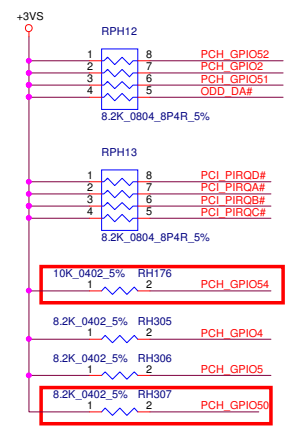 +3VS
RPH12
1 8 PCH_GPIO52
2 7 PCH_GPIO2
3 6 PCH_GPIO51
4 5 ODD_DA#
8.2K_0804_8P4R_5%
RPH13
1 8 PCI_PIRQD#
2 7 PCI_PIRQA#
3 6 PCI_PIRQB#
4 5 PCI_PIRQC#
8.2K_0804_8P4R_5%
10K_0402_5% RH176
1 2 PCH_GPIO54
8.2K_0402_5% RH305
1 2 PCH_GPIO4
8.2K_0402_5% RH306
1 2 PCH_GPIO5
8.2K_0402_5% RH307
1 2 PCH_GPIO50